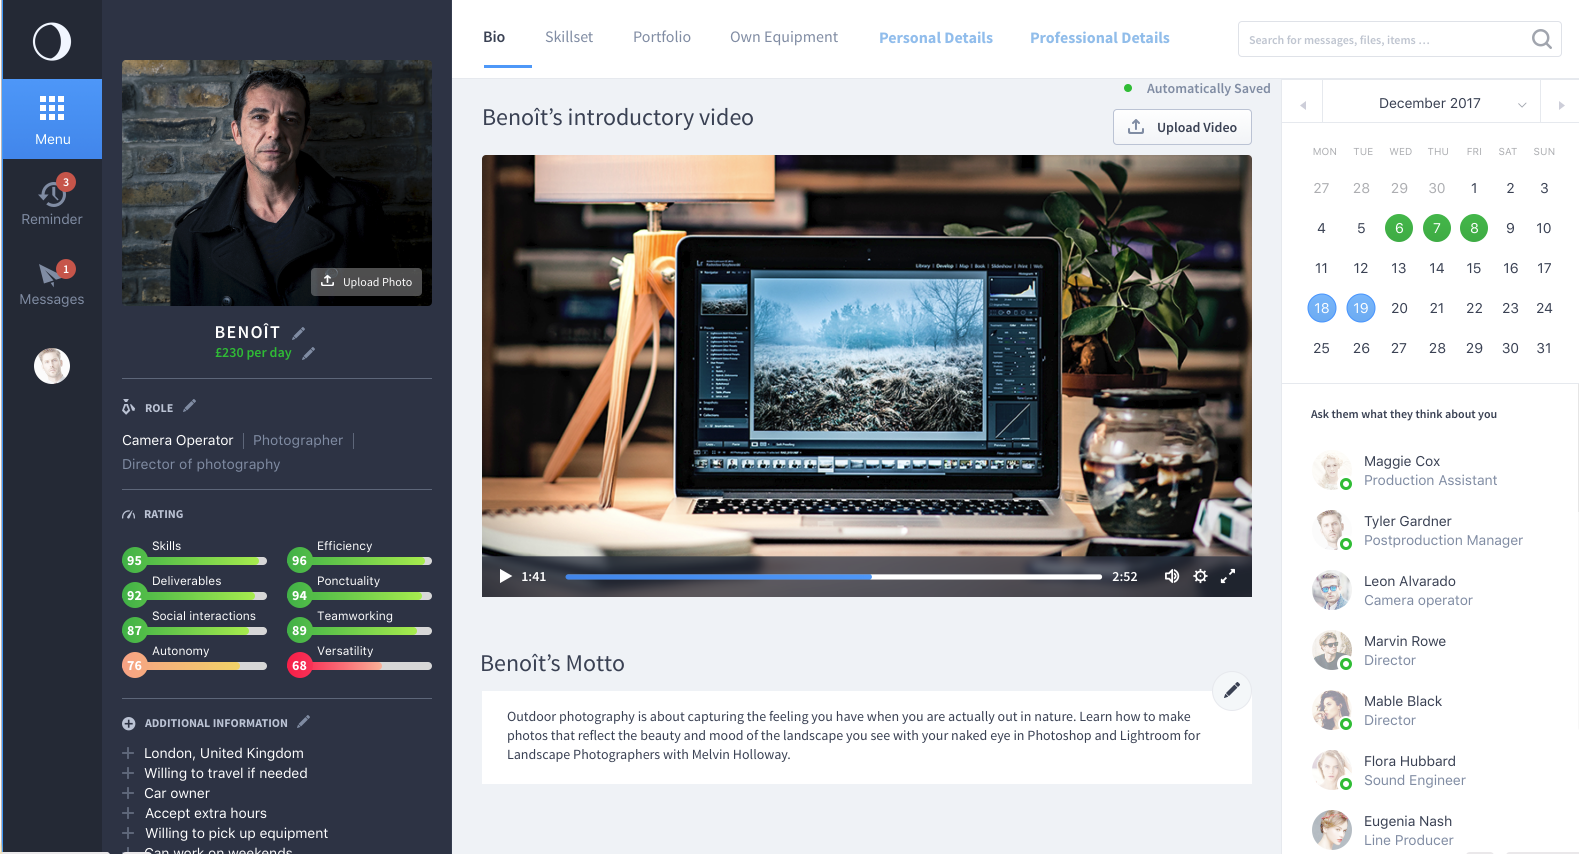 Menu
3
Reminder
1
Messages
Upload Photo
BENOÎT
£230 per day
ROLE
Camera Operator | Photographer |
Director of photography
RATING
Skills
95
Efficiency
96
Deliverables
92
Ponctuality
94
Social interactions
87
Teamworking
89
Autonomy
76
Versatility
68
ADDITIONAL INFORMATION
London, United Kingdom
Willing to travel if needed
Car owner
Accept extra hours
Willing to pick up equipment
Can work on weekends
Bio Skillset Portfolio Own Equipment Personal Details Professional Details
Search for messages, files, items ...
Automatically Saved
Benoît’s introductory video
Upload Video
Library | Develop | Map | Book | Slideshow | Print | Web
1:41
2:52
Benoît’s Motto
Outdoor photography is about capturing the feeling you have when you are actually out in nature. Learn how to make
photos that reflect the beauty and mood of the landscape you see with your naked eye in Photoshop and Lightroom for
Landscape Photographers with Melvin Holloway.
December 2017
MON TUE WED THU FRI SAT SUN
27 28 29 30 1 2 3
4 5 6 7 8 9 10
11 12 13 14 15 16 17
18 19 20 21 22 23 24
25 26 27 28 29 30 31
Ask them what they think about you
Maggie Cox
Production Assistant
Tyler Gardner
Postproduction Manager
Leon Alvarado
Camera operator
Marvin Rowe
Director
Mable Black
Director
Flora Hubbard
Sound Engineer
Eugenia Nash
Line Producer